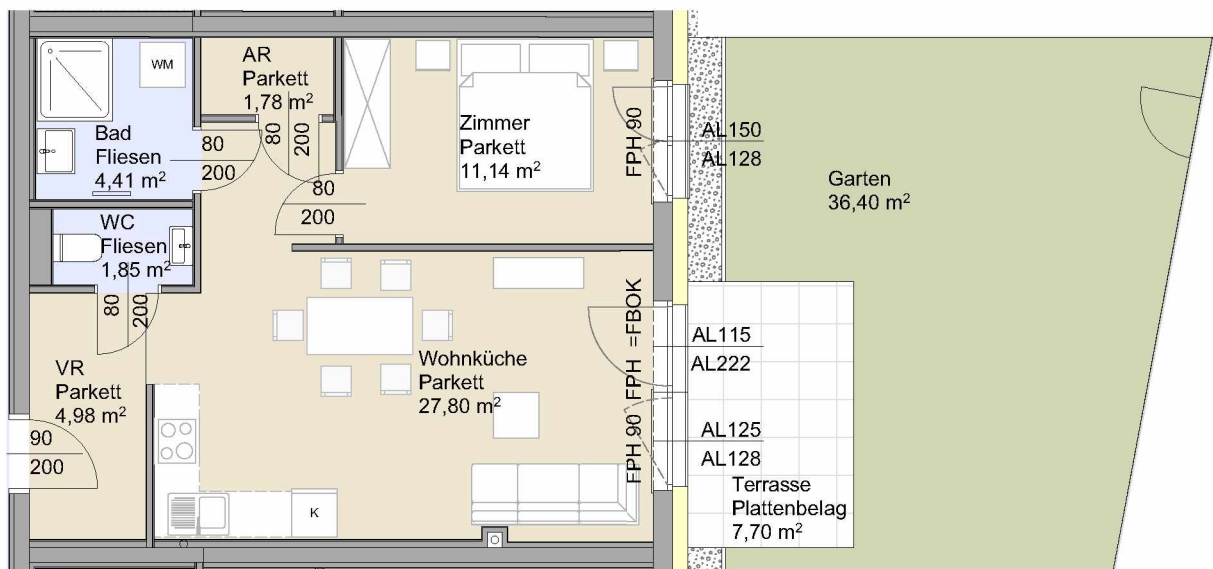 WM
AR
Parkett
1,78 m²
Bad
Fliesen
4,41 m²
80
200
80
200
Zimmer
Parkett
11,14 m²
80
200
FPH 90
AL150
AL128
Garten
36,40 m²
WC
Fliesen
1,85 m²
80
200
VR
Parkett
4,98 m²
90
200
Wohnküche
Parkett
27,80 m²
K
FPH =FBOK
FPH 90
AL115
AL222
AL125
AL128
Terrasse
Plattenbelag
7,70 m²